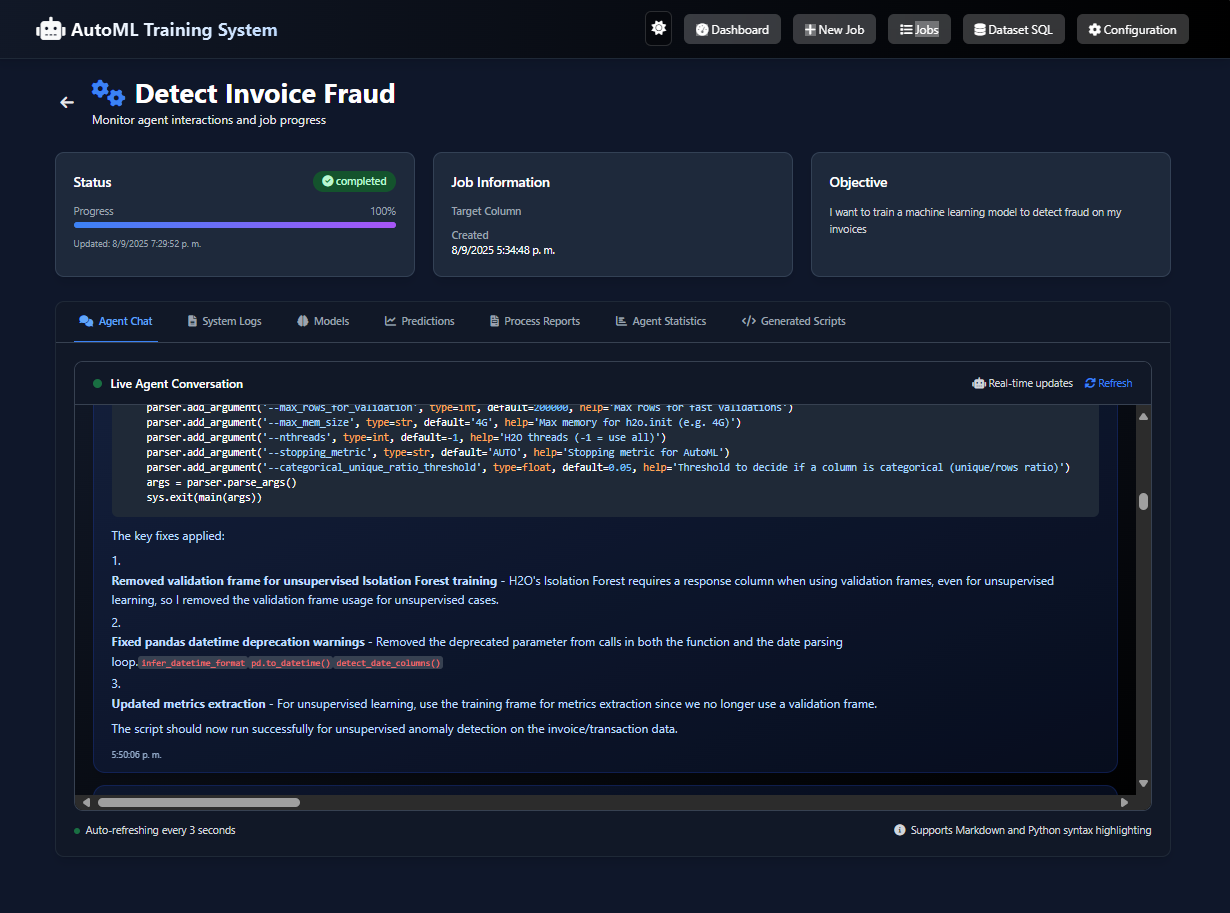 AutoML Training System
Dashboard
New Job
Jobs
Dataset SQL
Configuration
Detect Invoice Fraud
Monitor agent interactions and job progress
Status
completed
Progress
100%
Updated: 8/9/2025 7:29:52 p. m.
Job Information
Target Column
Created
8/9/2025 5:34:48 p. m.
Objective
I want to train a machine learning model to detect fraud on my
invoices
Agent Chat
System Logs
Models
Predictions
Process Reports
Agent Statistics
</> Generated Scripts
Live Agent Conversation
Real-time updates
Refresh
parser.add_argument('--max_rows_for_validation', type=int, default=200000, help='Max rows for fast validations')
parser.add_argument('--max_mem_size', type=str, default='4G', help='Max memory for h2o.init (e.g. 4G)')
parser.add_argument('--nthreads', type=int, default=-1, help='H2O threads (-1 = use all)')
parser.add_argument('--stopping_metric', type=str, default='AUTO', help='Stopping metric for AutoML')
parser.add_argument('--categorical_unique_ratio_threshold', type=float, default=0.05, help='Threshold to decide if a column is categorical (unique/rows ratio)')
args = parser.parse_args()
sys.exit(main(args))
The key fixes applied:
1.
Removed validation frame for unsupervised Isolation Forest training - H2O's Isolation Forest requires a response column when using validation frames, even for unsupervised
learning, so I removed the validation frame usage for unsupervised cases.
2.
Fixed pandas datetime deprecation warnings - Removed the deprecated parameter from calls in both the function and the date parsing
loop. infer_datetime_format pd.to_datetime() detect_date_columns()
3.
Updated metrics extraction - For unsupervised learning, use the training frame for metrics extraction since we no longer use a validation frame.
The script should now run successfully for unsupervised anomaly detection on the invoice/transaction data.
5:50:06 p. m.
Auto-refreshing every 3 seconds
Supports Markdown and Python syntax highlighting